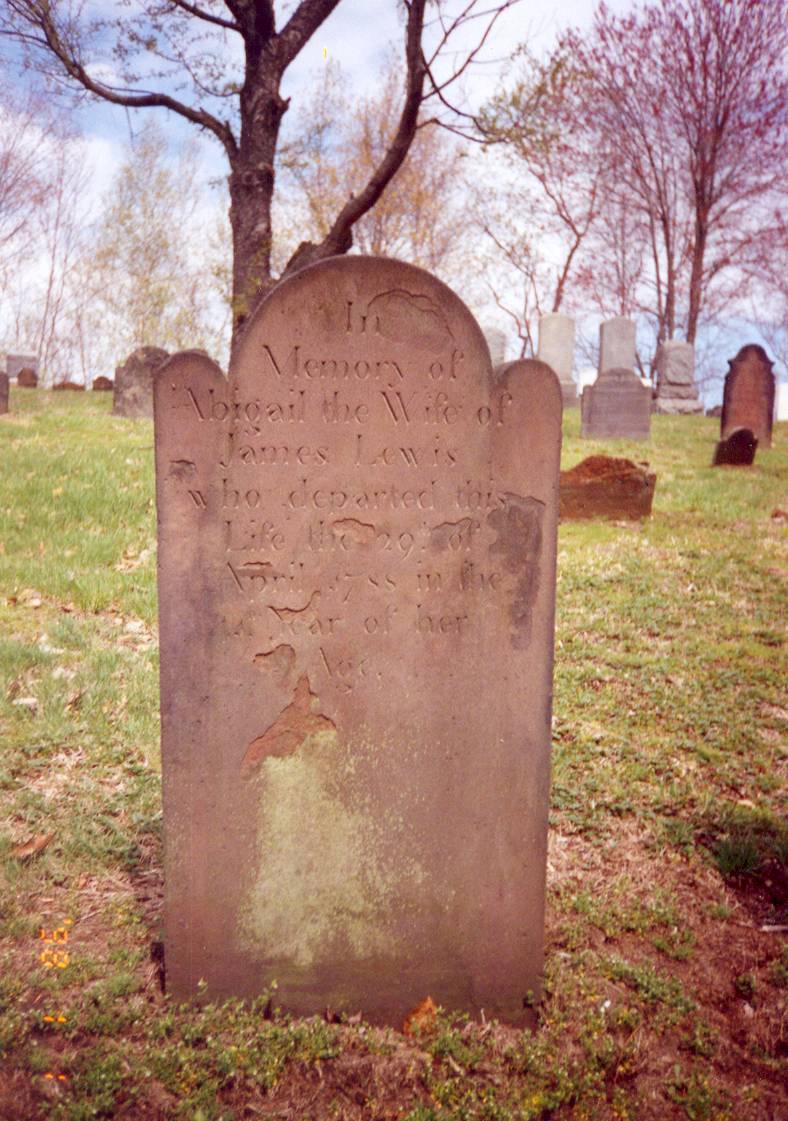 In
Memory of
Abigail the Wife of
James Lewis
who departed this
Life the 29th of
April 1788 in the
Year of her
Age.